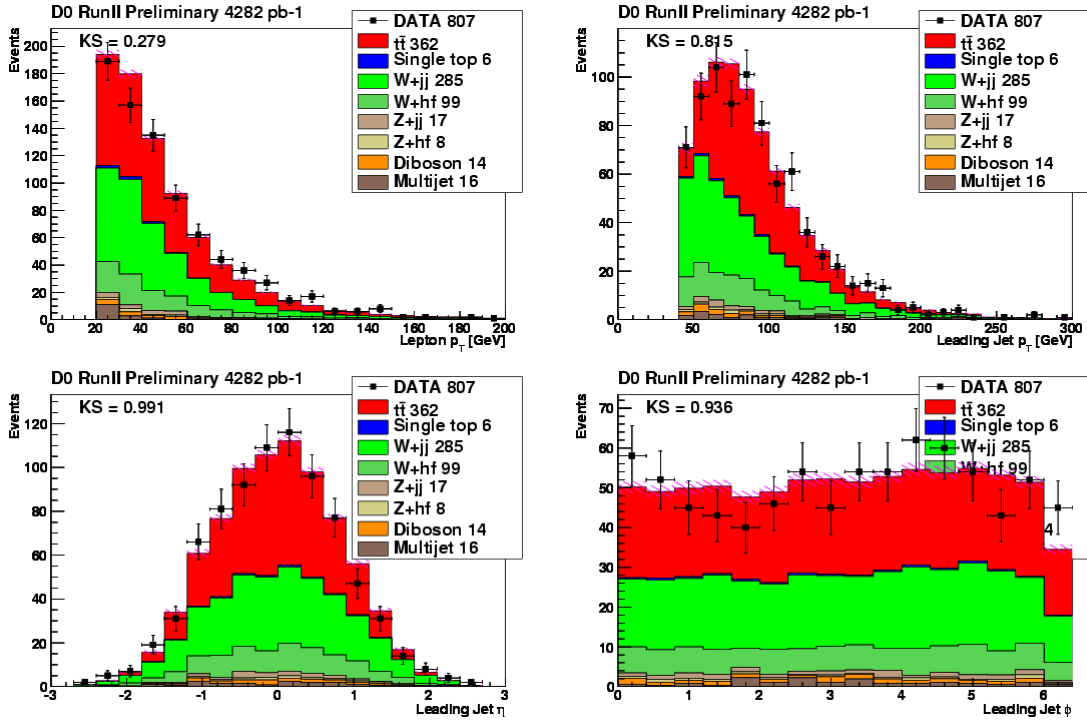 D0 RunII Preliminary 4282 pb-1
Events
KS = 0.279
DATA 807
tt̄ 362
Single top 6
W+jj 285
W+hf 99
Z+jj 17
Z+hf 8
Diboson 14
Multijet 16
200
180
160
140
120
100
80
60
40
20
0
0 20 40 60 80 100 120 140 160 180 200
Lepton p_T [GeV]
D0 RunII Preliminary 4282 pb-1
Events
KS = 0.815
DATA 807
tt̄ 362
Single top 6
W+jj 285
W+hf 99
Z+jj 17
Z+hf 8
Diboson 14
Multijet 16
100
80
60
40
20
0
0 50 100 150 200 250 300
Leading Jet p_T [GeV]
D0 RunII Preliminary 4282 pb-1
Events
KS = 0.991
DATA 807
tt̄ 362
Single top 6
W+jj 285
W+hf 99
Z+jj 17
Z+hf 8
Diboson 14
Multijet 16
120
100
80
60
40
20
0
-3 -2 -1 0 1 2 3
Leading Jet η
D0 RunII Preliminary 4282 pb-1
Events
KS = 0.936
DATA 807
tt̄ 362
Single top 6
W+jj 285
W+hf 99
4
70
60
50
40
30
20
10
0
0 1 2 3 4 5 6
Leading Jet ϕ